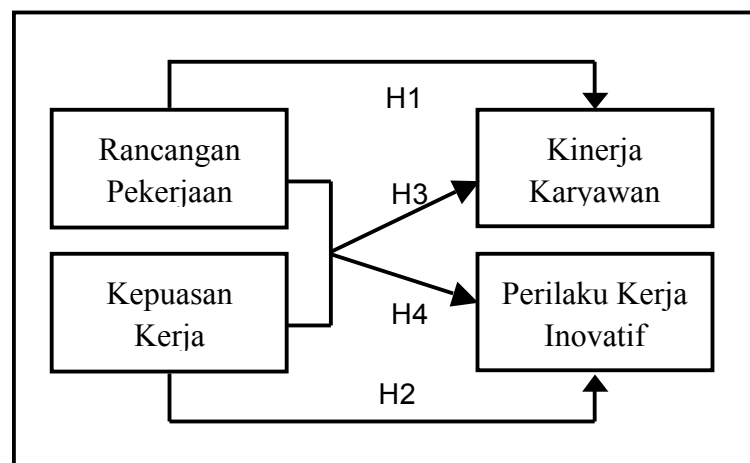 H1
Rancangan
Pekerjaan
Kinerja
Karyawan
H3
Kepuasan
Kerja
Perilaku Kerja
Inovatif
H4
H2